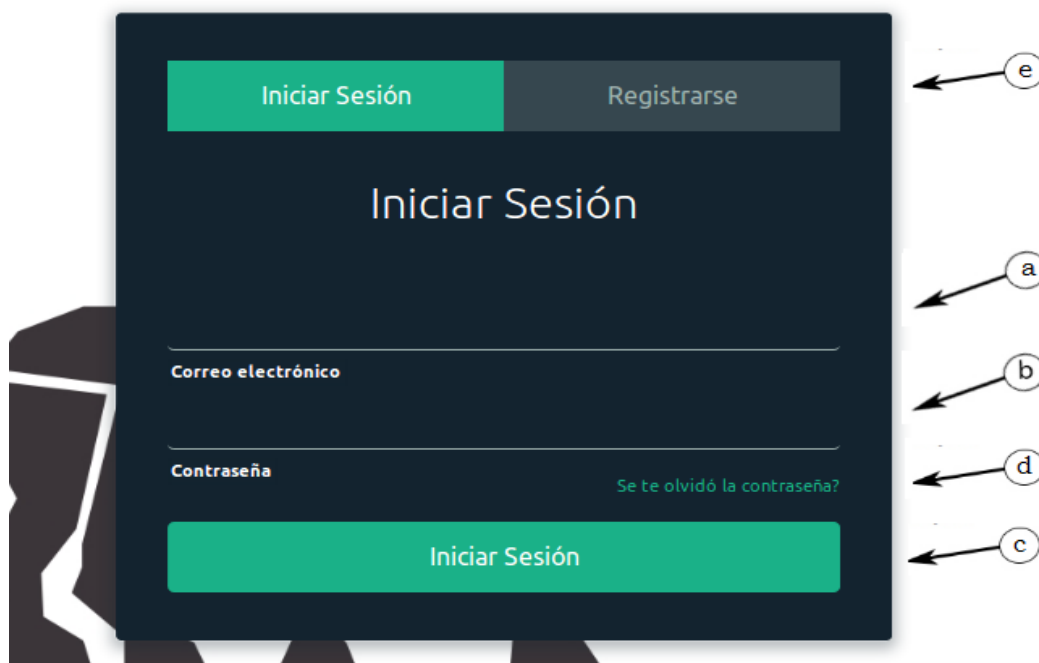 Iniciar Sesión Registrarse
e
Iniciar Sesión
a
Correo electrónico
b
Contraseña
Se te olvidó la contraseña?
d
Iniciar Sesión
c